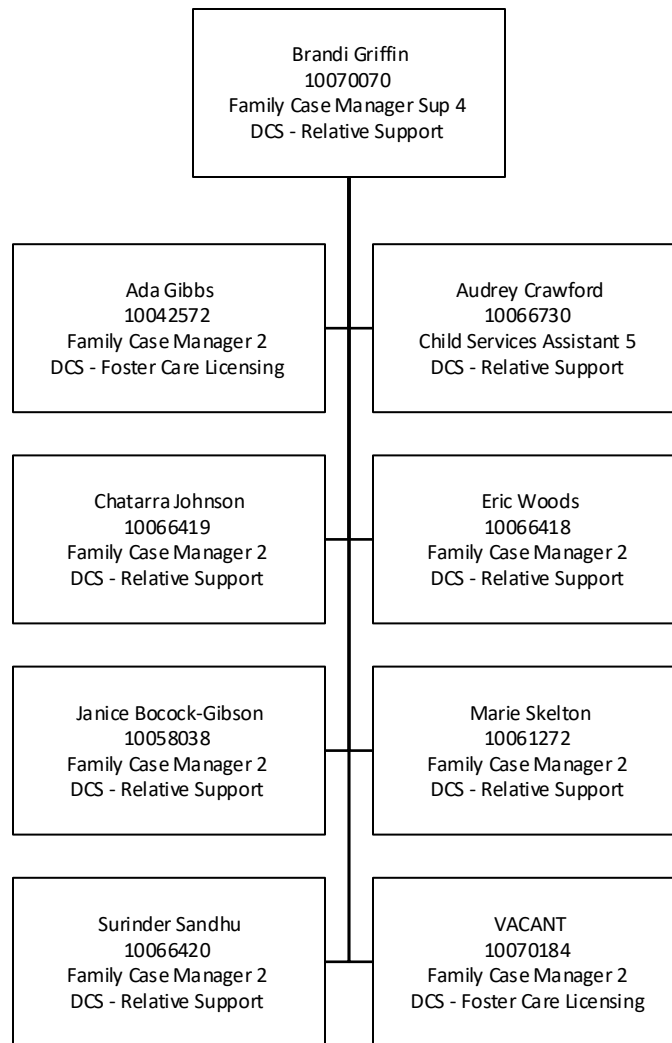 Brandi Griffin
10070070
Family Case Manager Sup 4
DCS - Relative Support
Ada Gibbs
10042572
Family Case Manager 2
DCS - Foster Care Licensing
Audrey Crawford
10066730
Child Services Assistant 5
DCS - Relative Support
Chatarra Johnson
10066419
Family Case Manager 2
DCS - Relative Support
Eric Woods
10066418
Family Case Manager 2
DCS - Relative Support
Janice Bocock-Gibson
10058038
Family Case Manager 2
DCS - Relative Support
Marie Skelton
10061272
Family Case Manager 2
DCS - Relative Support
Surinder Sandhu
10066420
Family Case Manager 2
DCS - Relative Support
VACANT
10070184
Family Case Manager 2
DCS - Foster Care Licensing